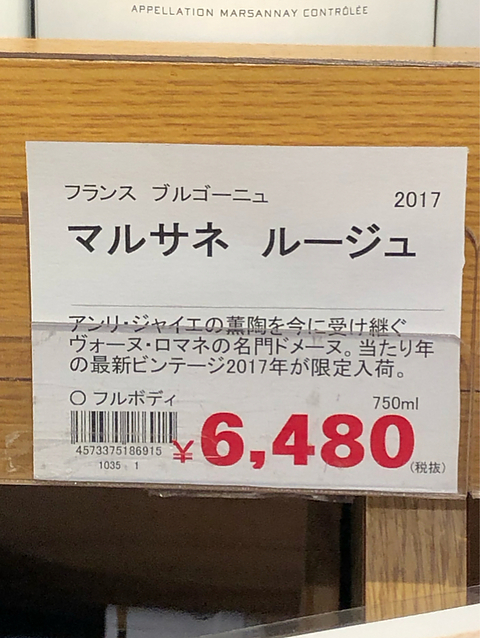 APPELLATION MARSANNAY CONTRÔLÉE
フランス ブルゴーニュ 2017
マルサネ ルージュ
アンリ・ジャイエの薫陶を今に受け継ぐ
ヴォーヌ・ロマネの名門ドメーヌ。当たり年
の最新ビンテージ2017年が限定入荷。
○ フルボディ 750ml
4573375186915
1035 1
¥6,480(税抜)